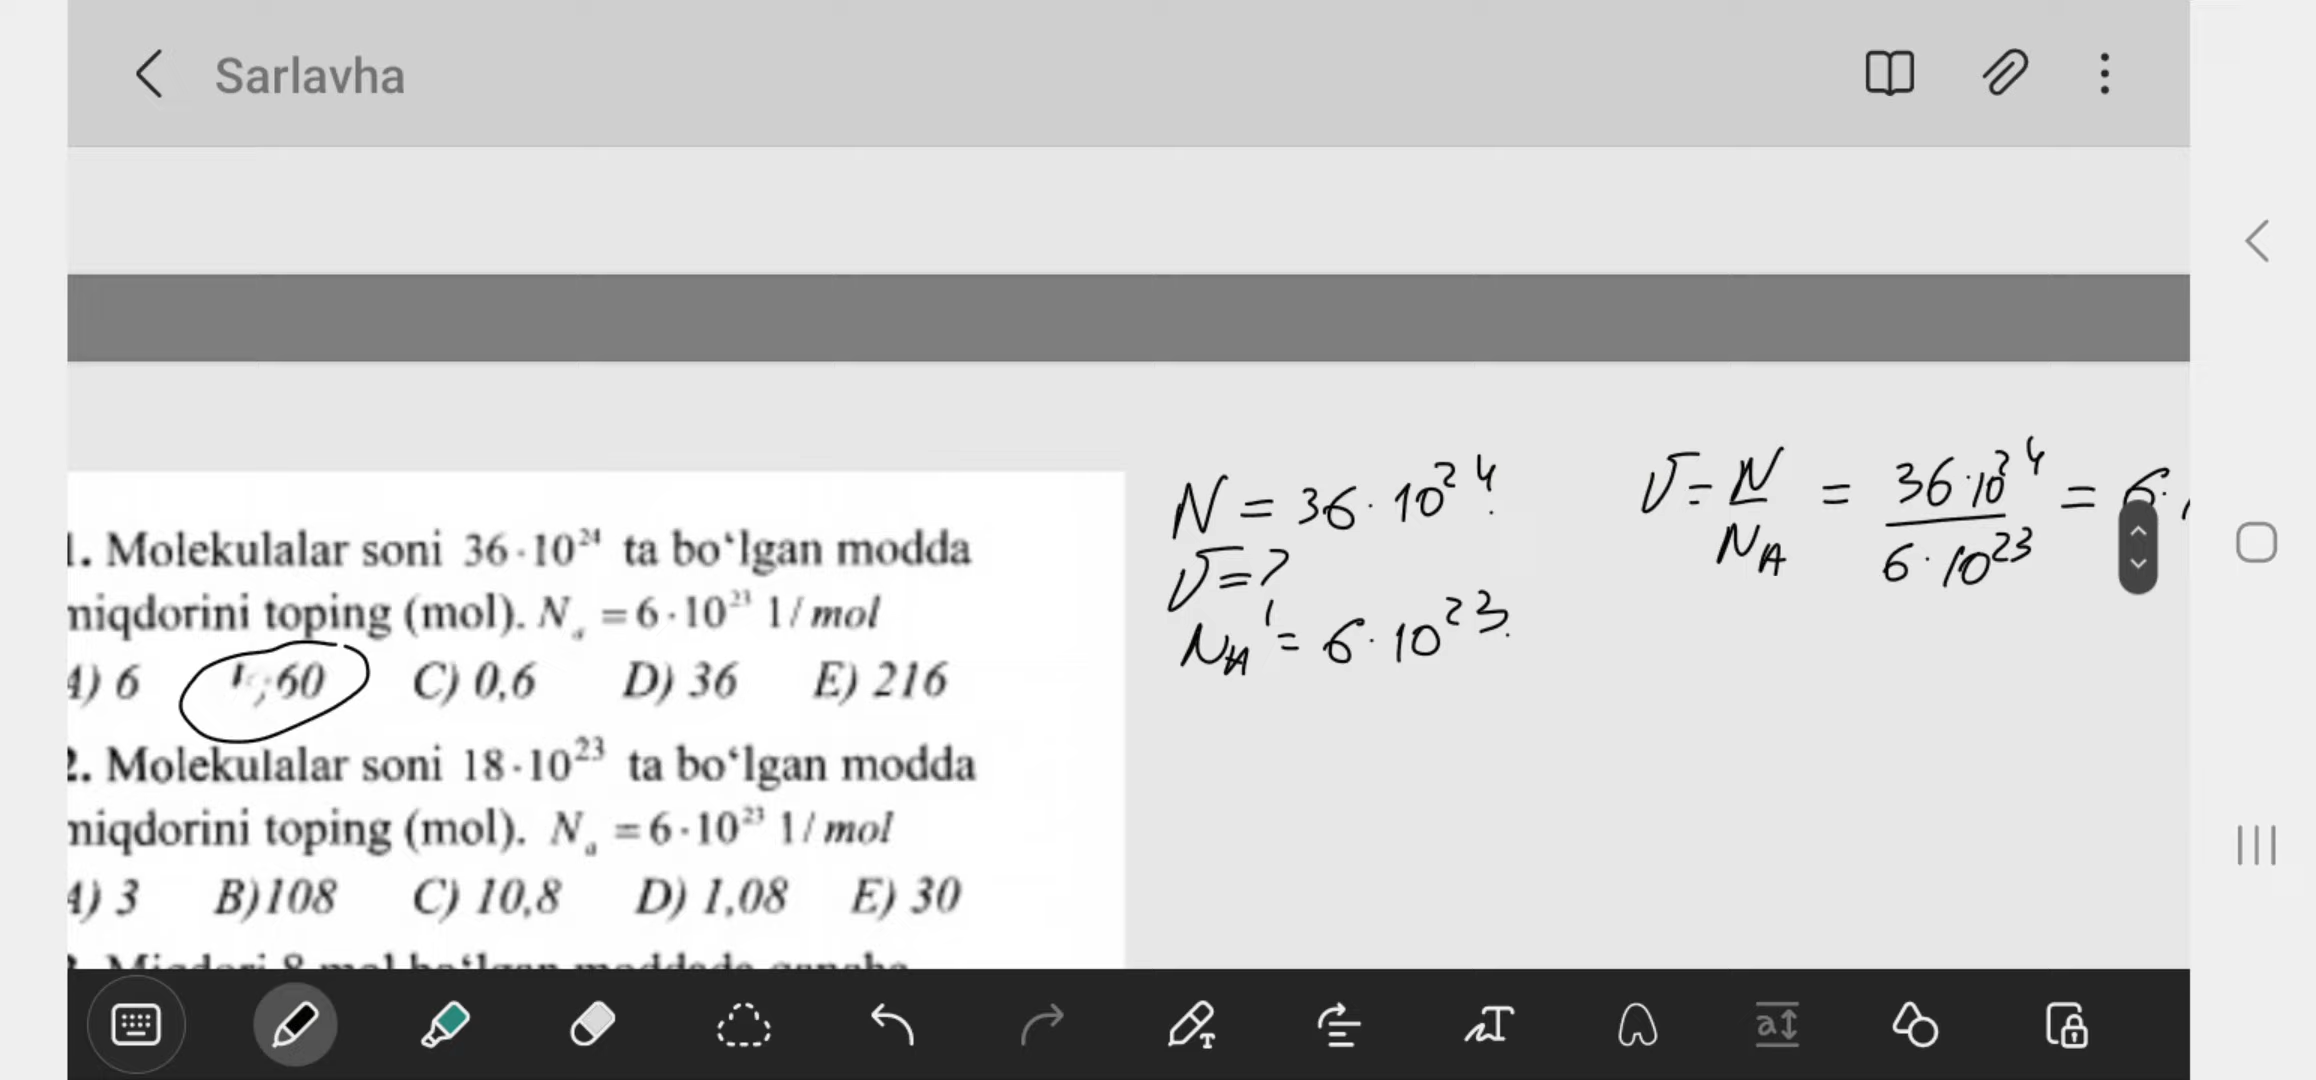 Sarlavha
1. Molekulalar soni 36·10²⁴ ta bo‘lgan modda
miqdorini toping (mol). Nₐ = 6·10²³ 1/mol
A) 6 60 C) 0,6 D) 36 E) 216
2. Molekulalar soni 18·10²³ ta bo‘lgan modda
miqdorini toping (mol). Nₐ = 6·10²³ 1/mol
A) 3 B)108 C) 10,8 D) 1,08 E) 30
N = 36·10²⁴
ν = ?
N_A = 6·10²³
ν = N/N_A = 36·10²⁴/6·10²³ = 6·